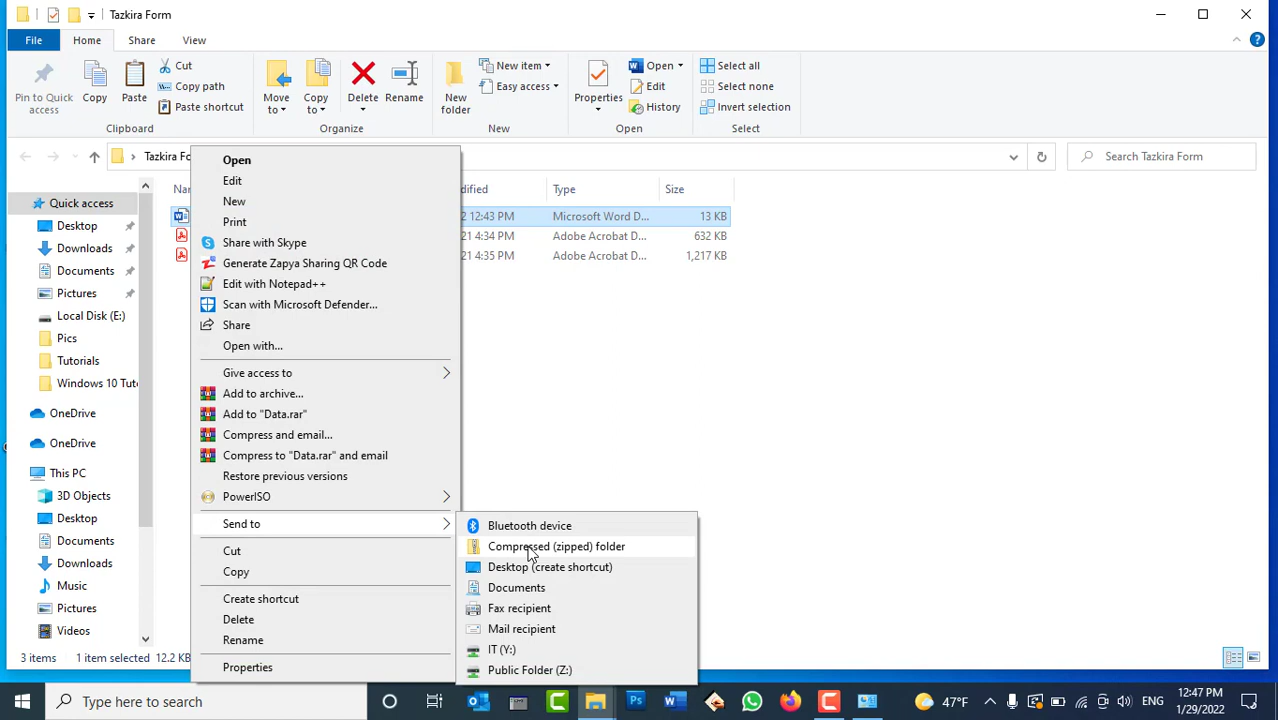 Tazkira Form
File Home Share View
Pin to Quick access
Copy
Paste
Cut
Copy path
Paste shortcut
Clipboard
Move to
Copy to
Delete
Rename
Organize
New folder
New item
Easy access
New
Properties
Open
Edit
History
Open
Select all
Select none
Invert selection
Select
Tazkira
Search Tazkira Form
Type Size
12:43 PM Microsoft Word D... 13 KB
4:34 PM Adobe Acrobat D... 632 KB
4:35 PM Adobe Acrobat D... 1,217 KB
Quick access
Desktop
Downloads
Documents
Pictures
Local Disk (E:)
Pics
Tutorials
Windows 10 Tut
OneDrive
OneDrive
This PC
3D Objects
Desktop
Documents
Downloads
Music
Pictures
Videos
Open
Edit
New
Print
Share with Skype
Generate Zapya Sharing QR Code
Edit with Notepad++
Scan with Microsoft Defender...
Share
Open with...
Give access to
Add to archive...
Add to "Data.rar"
Compress and email...
Compress to "Data.rar" and email
Restore previous versions
PowerISO
Send to
Cut
Copy
Create shortcut
Delete
Rename
Properties
Bluetooth device
Compressed (zipped) folder
Desktop (create shortcut)
Documents
Fax recipient
Mail recipient
IT (Y:)
Public Folder (Z:)
3 items 1 item selected 12.2 KB
Type here to search
47°F
ENG
12:47 PM
1/29/2022